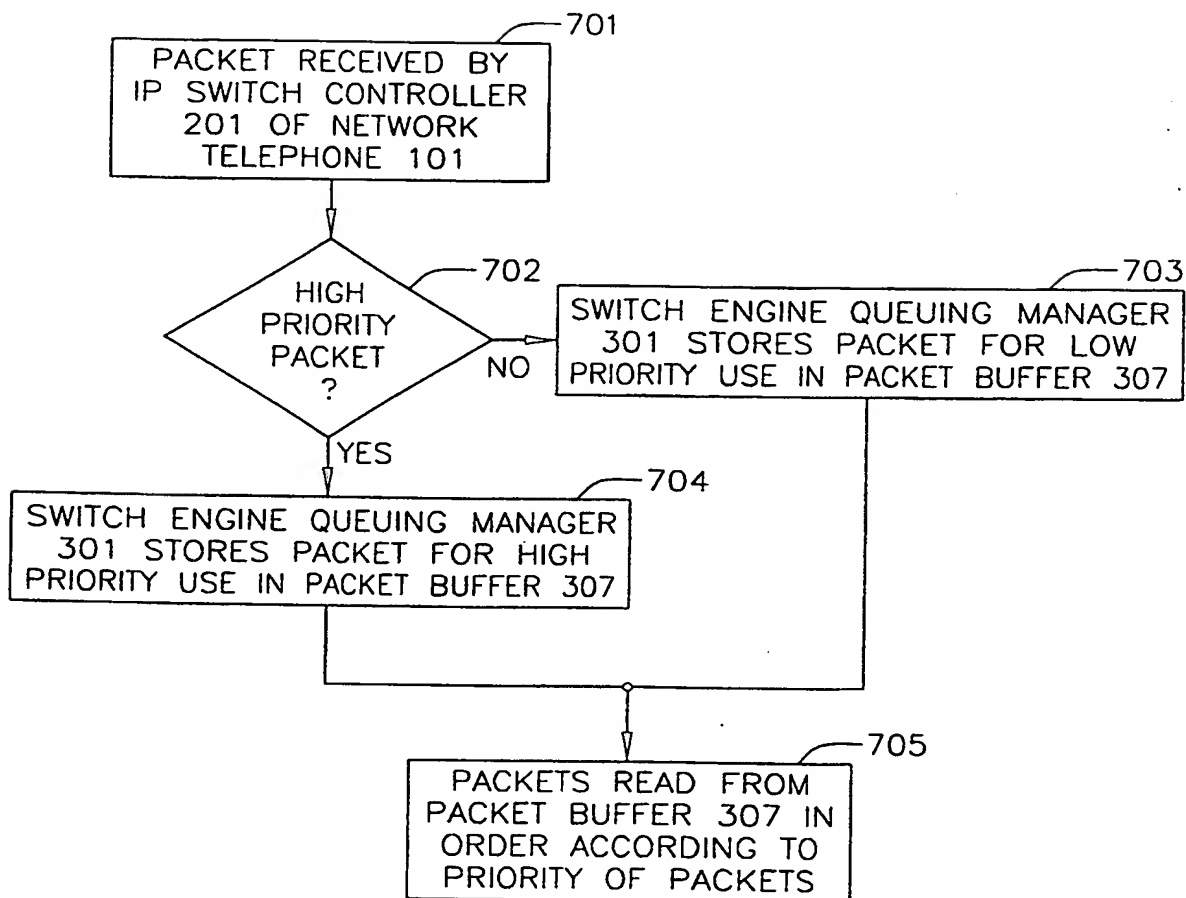 701
PACKET RECEIVED BY
IP SWITCH CONTROLLER
201 OF NETWORK
TELEPHONE 101
702
HIGH
PRIORITY
PACKET
?
NO
YES
703
SWITCH ENGINE QUEUING MANAGER
301 STORES PACKET FOR LOW
PRIORITY USE IN PACKET BUFFER 307
704
SWITCH ENGINE QUEUING MANAGER
301 STORES PACKET FOR HIGH
PRIORITY USE IN PACKET BUFFER 307
705
PACKETS READ FROM
PACKET BUFFER 307 IN
ORDER ACCORDING TO
PRIORITY OF PACKETS